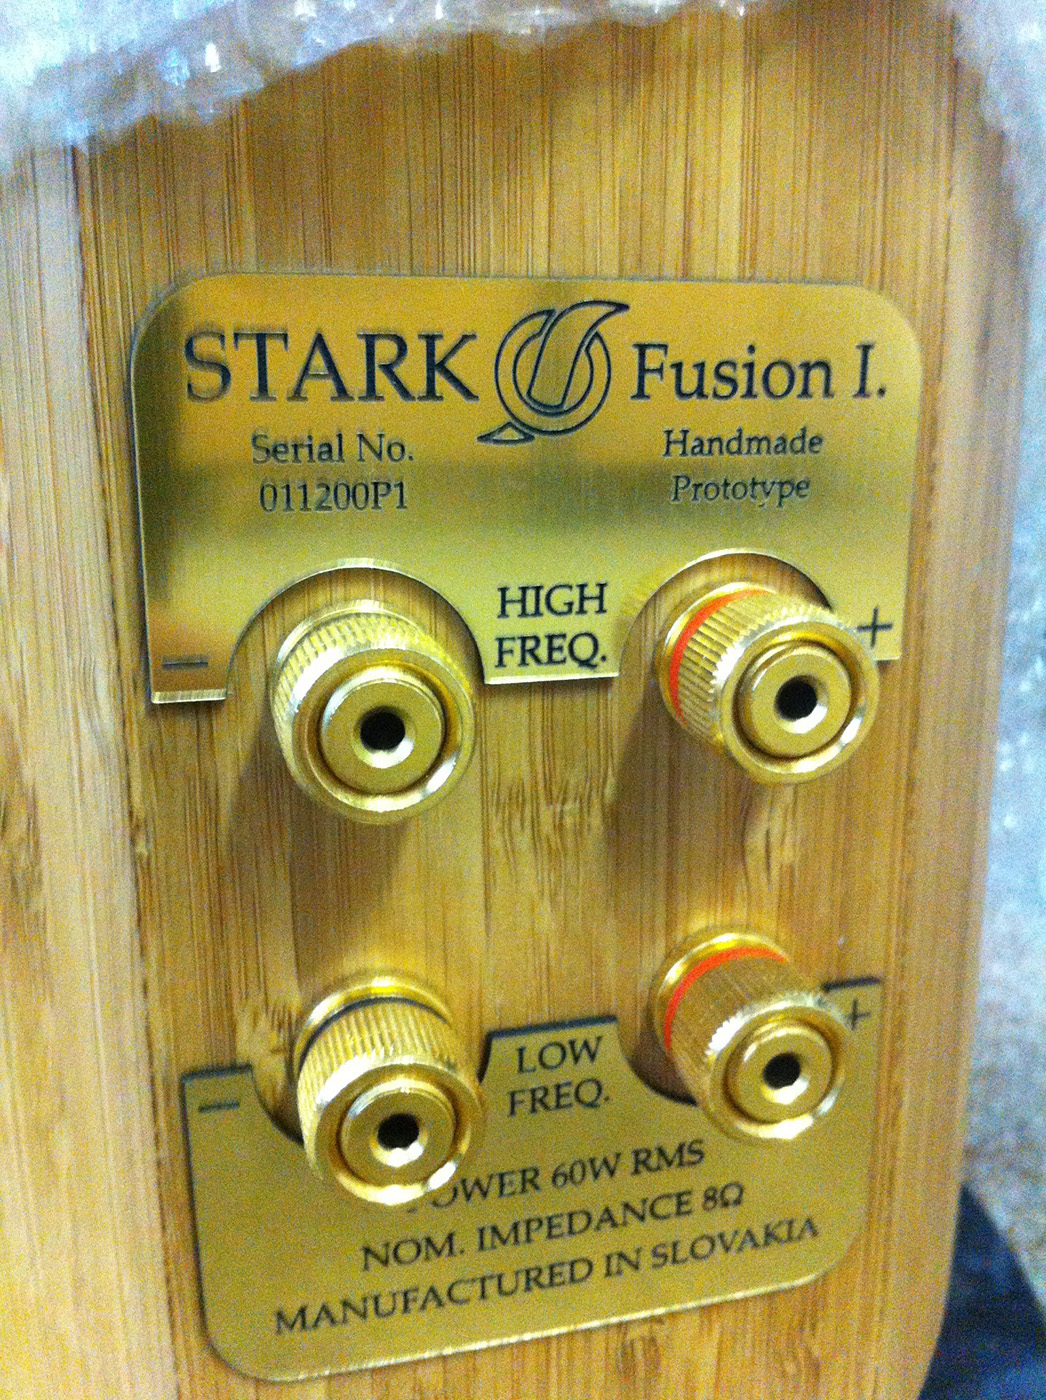 STARK Fusion I.
Serial No.
011200P1
Handmade
Prototype
HIGH
FREQ.
− +
LOW
FREQ.
− +
POWER 60W RMS
NOM. IMPEDANCE 8Ω
MANUFACTURED IN SLOVAKIA